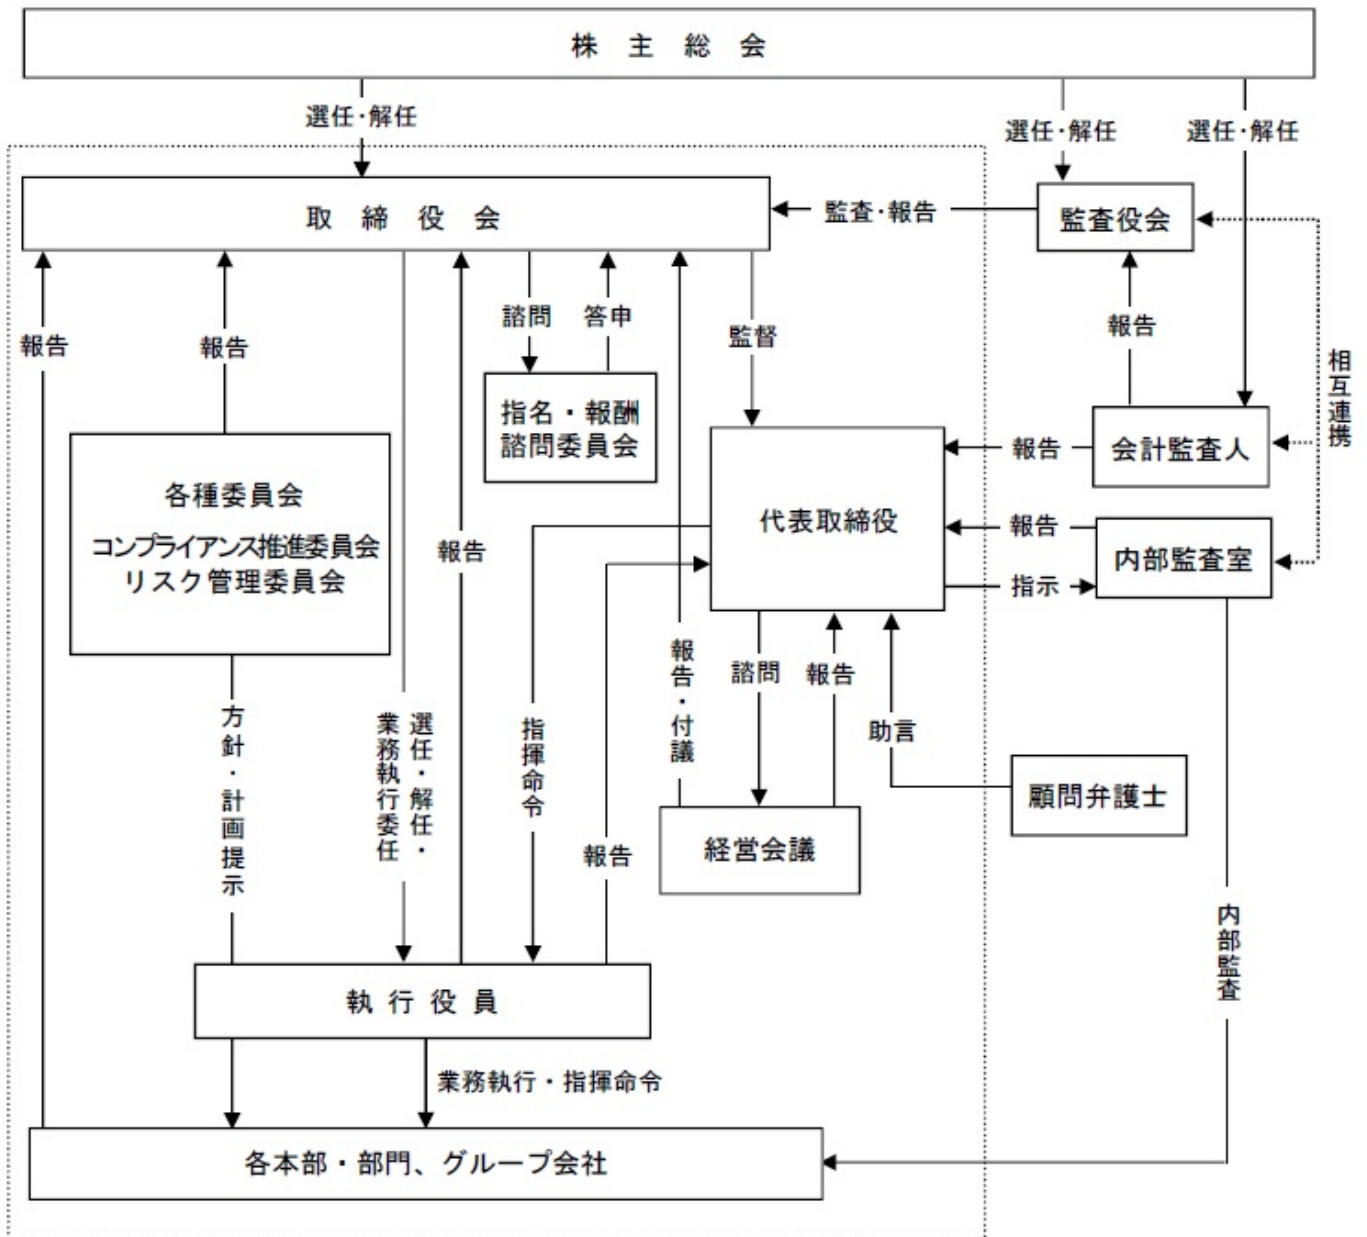 株主総会
選任・解任
選任・解任
選任・解任
取締役会
監査・報告
監査役会
報告
報告
諮問
答申
監督
報告
相互連携
指名・報酬
諮問委員会
会計監査人
報告
各種委員会
コンプライアンス推進委員会
リスク管理委員会
報告
代表取締役
報告
指示
内部監査室
報告・付議
諮問
報告
助言
方針・計画提示
選任・解任・
業務執行委任
指揮命令
報告
経営会議
顧問弁護士
内部監査
執行役員
業務執行・指揮命令
各本部・部門、グループ会社